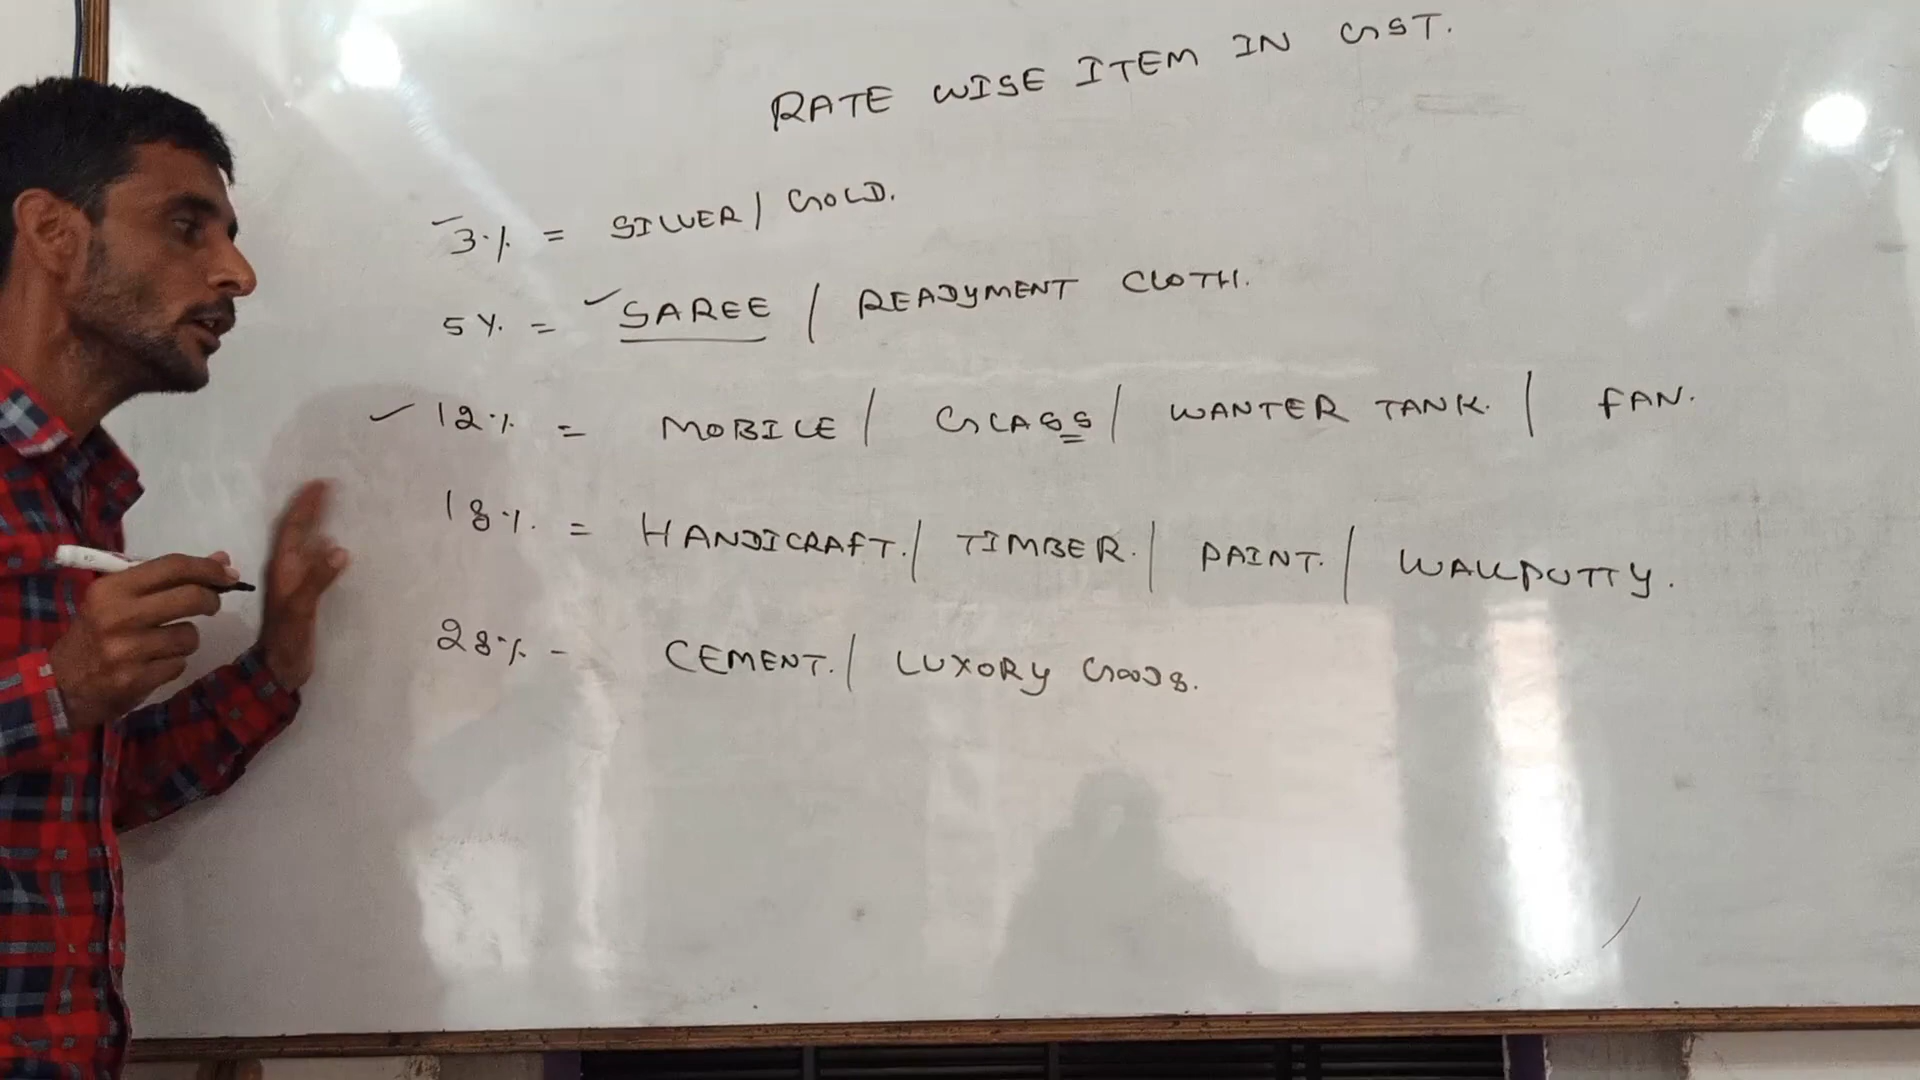 RATE WISE ITEM IN GST.
3% = SILVER / GOLD.
5% = SAREE / READYMENT CLOTH.
12% = MOBILE / GLASS / WANTER TANK. / FAN.
18% = HANDICRAFT. / TIMBER. / PAINT. / WALLPUTTY.
28% - CEMENT. / LUXORY GOODS.